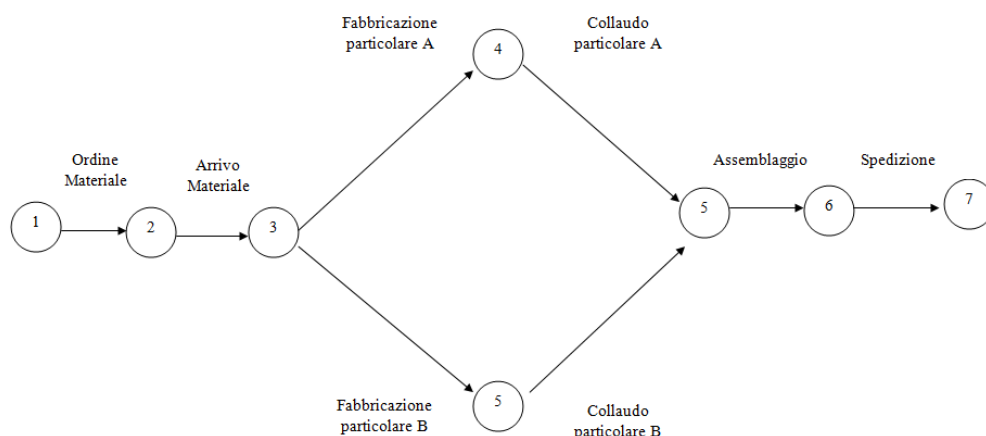 Fabbricazione
particolare A
Collaudo
particolare A
4
Ordine
Materiale
Arrivo
Materiale
Assemblaggio
Spedizione
1
2
3
5
6
7
5
Fabbricazione
particolare B
Collaudo
particolare B